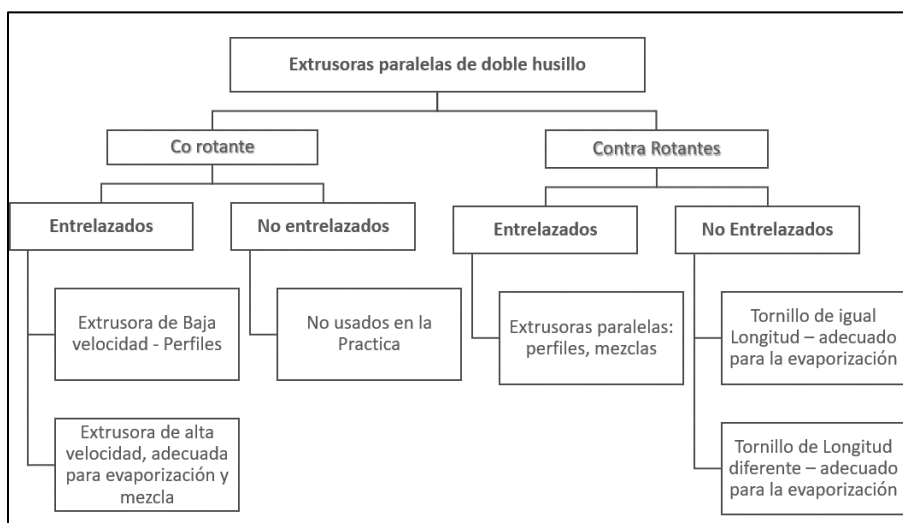 Extrusoras paralelas de doble husillo
Co rotante
Contra Rotantes
Entrelazados
No entrelazados
Entrelazados
No Entrelazados
Extrusora de Baja
velocidad - Perfiles
No usados en la
Practica
Extrusoras paralelas:
perfiles, mezclas
Tornillo de igual
Longitud – adecuado
para la evaporización
Extrusora de alta
velocidad, adecuada
para evaporización y
mezcla
Tornillo de Longitud
diferente – adecuado
para la evaporización